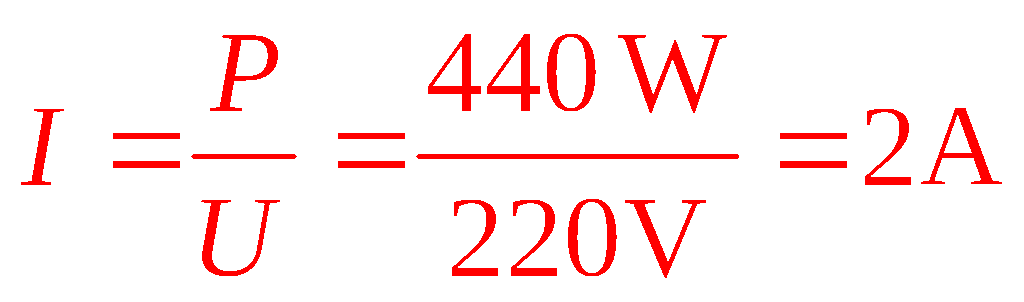 I = P/U = 440 W/220V = 2A